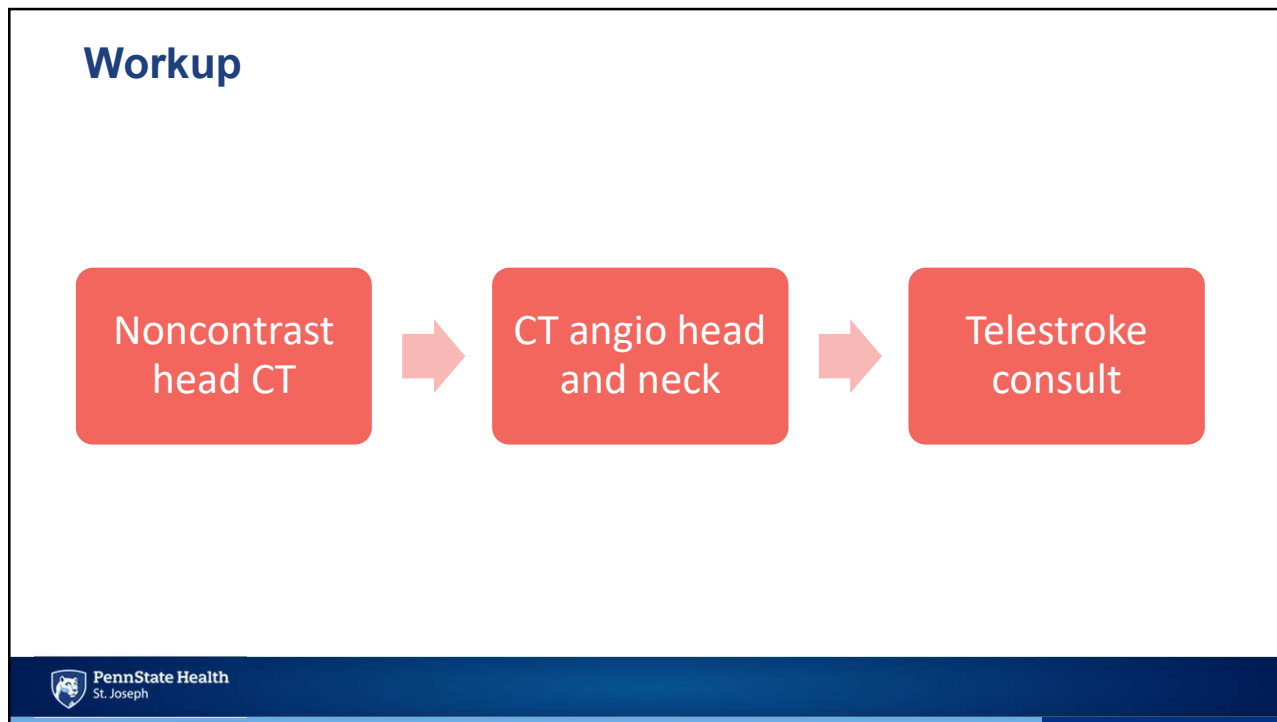 Workup
Noncontrast
head CT
CT angio head
and neck
Telestroke
consult
PennState Health
St. Joseph